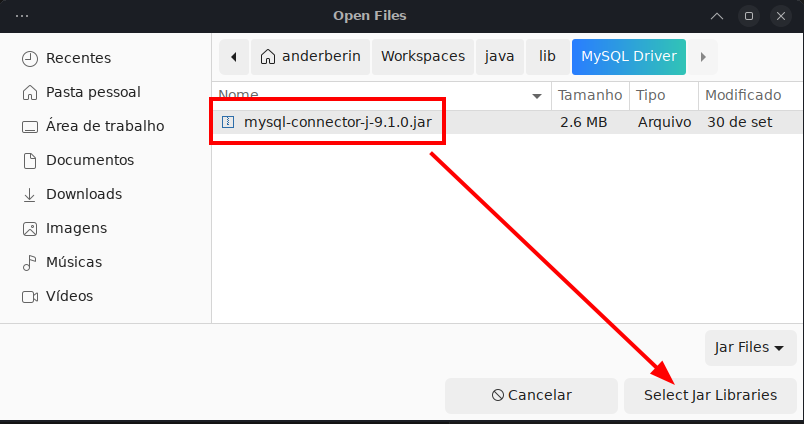 Open Files
Recentes
Pasta pessoal
Área de trabalho
Documentos
Downloads
Imagens
Músicas
Vídeos
anderberin Workspaces java lib MySQL Driver
Nome Tamanho Tipo Modificado
mysql-connector-j-9.1.0.jar 2.6 MB Arquivo 30 de set
Jar Files
Cancelar Select Jar Libraries